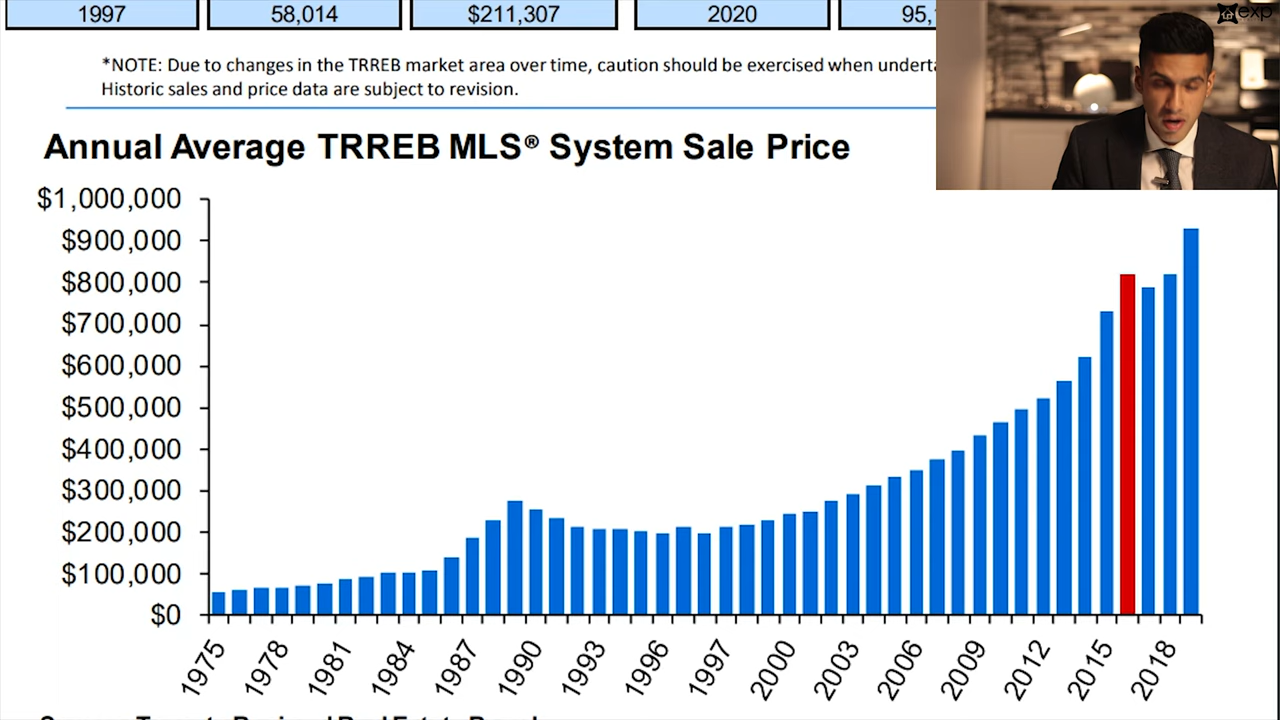 1997 58,014 $211,307 2020 95,
exp
*NOTE: Due to changes in the TRREB market area over time, caution should be exercised when underta
Historic sales and price data are subject to revision.
Annual Average TRREB MLS® System Sale Price
$1,000,000
$900,000
$800,000
$700,000
$600,000
$500,000
$400,000
$300,000
$200,000
$100,000
$0
1975 1978 1981 1984 1987 1990 1993 1996 1997 2000 2003 2006 2009 2012 2015 2018